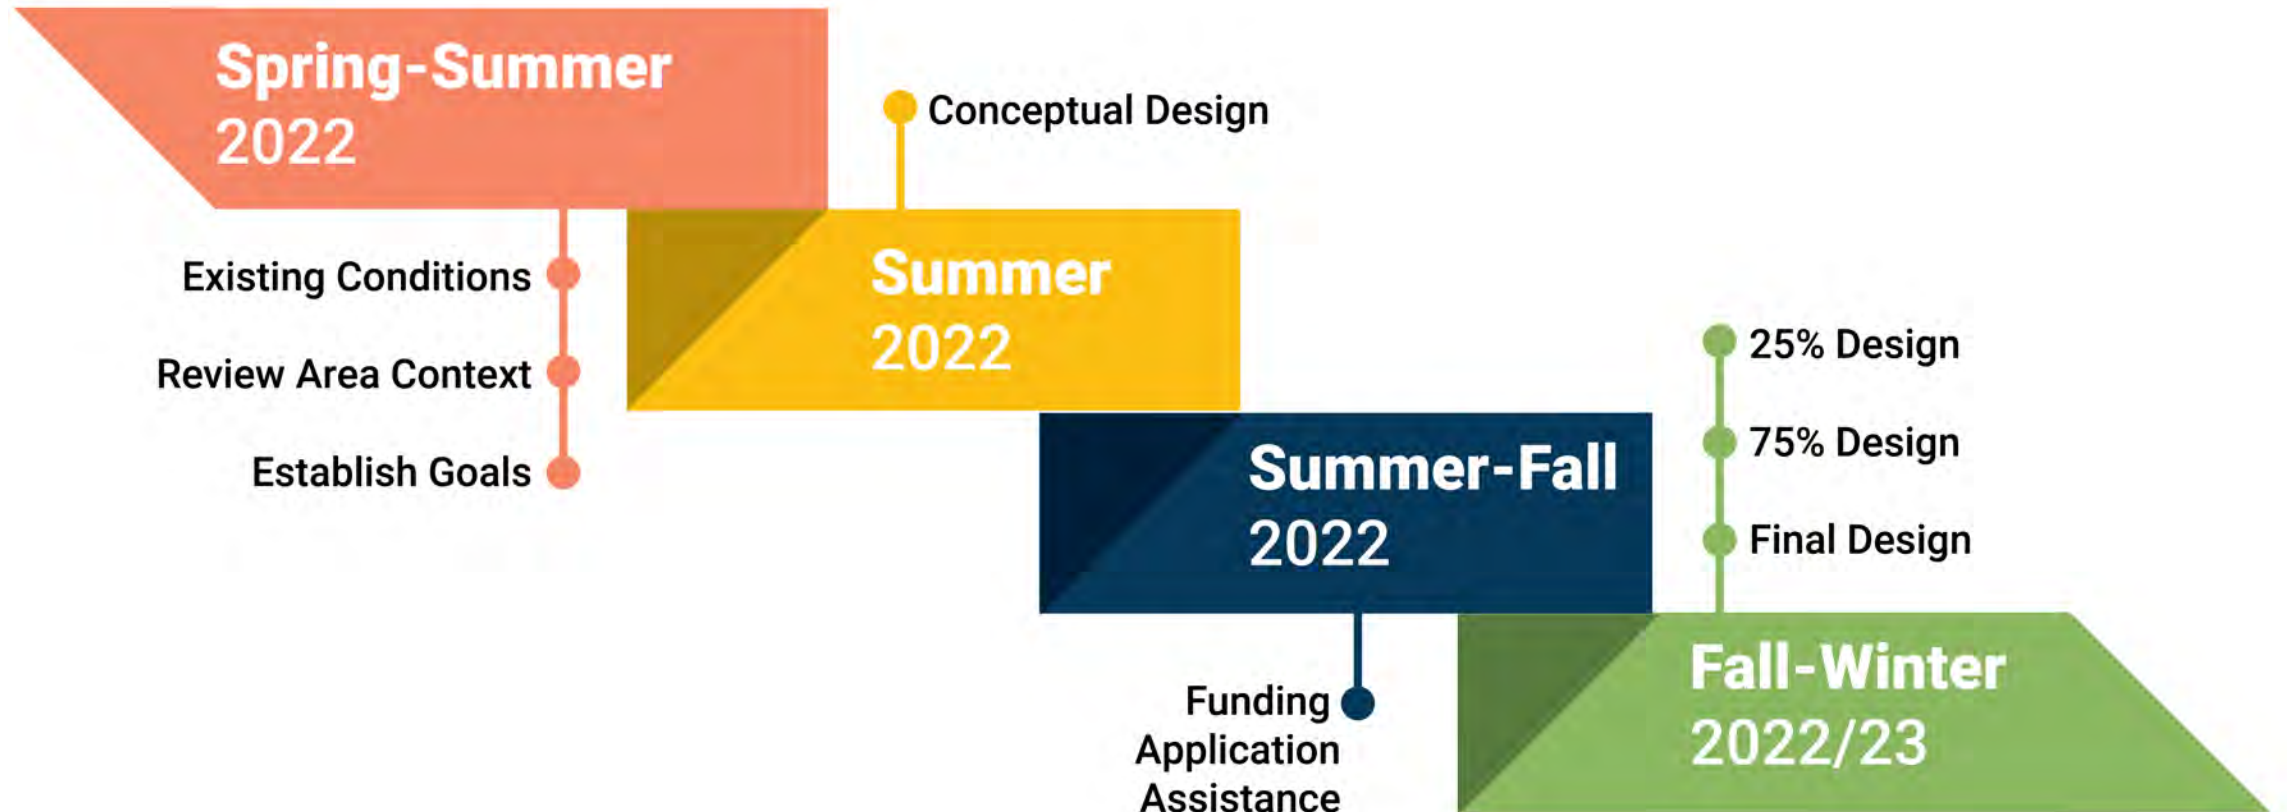 Spring-Summer
2022
Existing Conditions
Review Area Context
Establish Goals
Conceptual Design
Summer
2022
Summer-Fall
2022
Funding
Application
Assistance
25% Design
75% Design
Final Design
Fall-Winter
2022/23